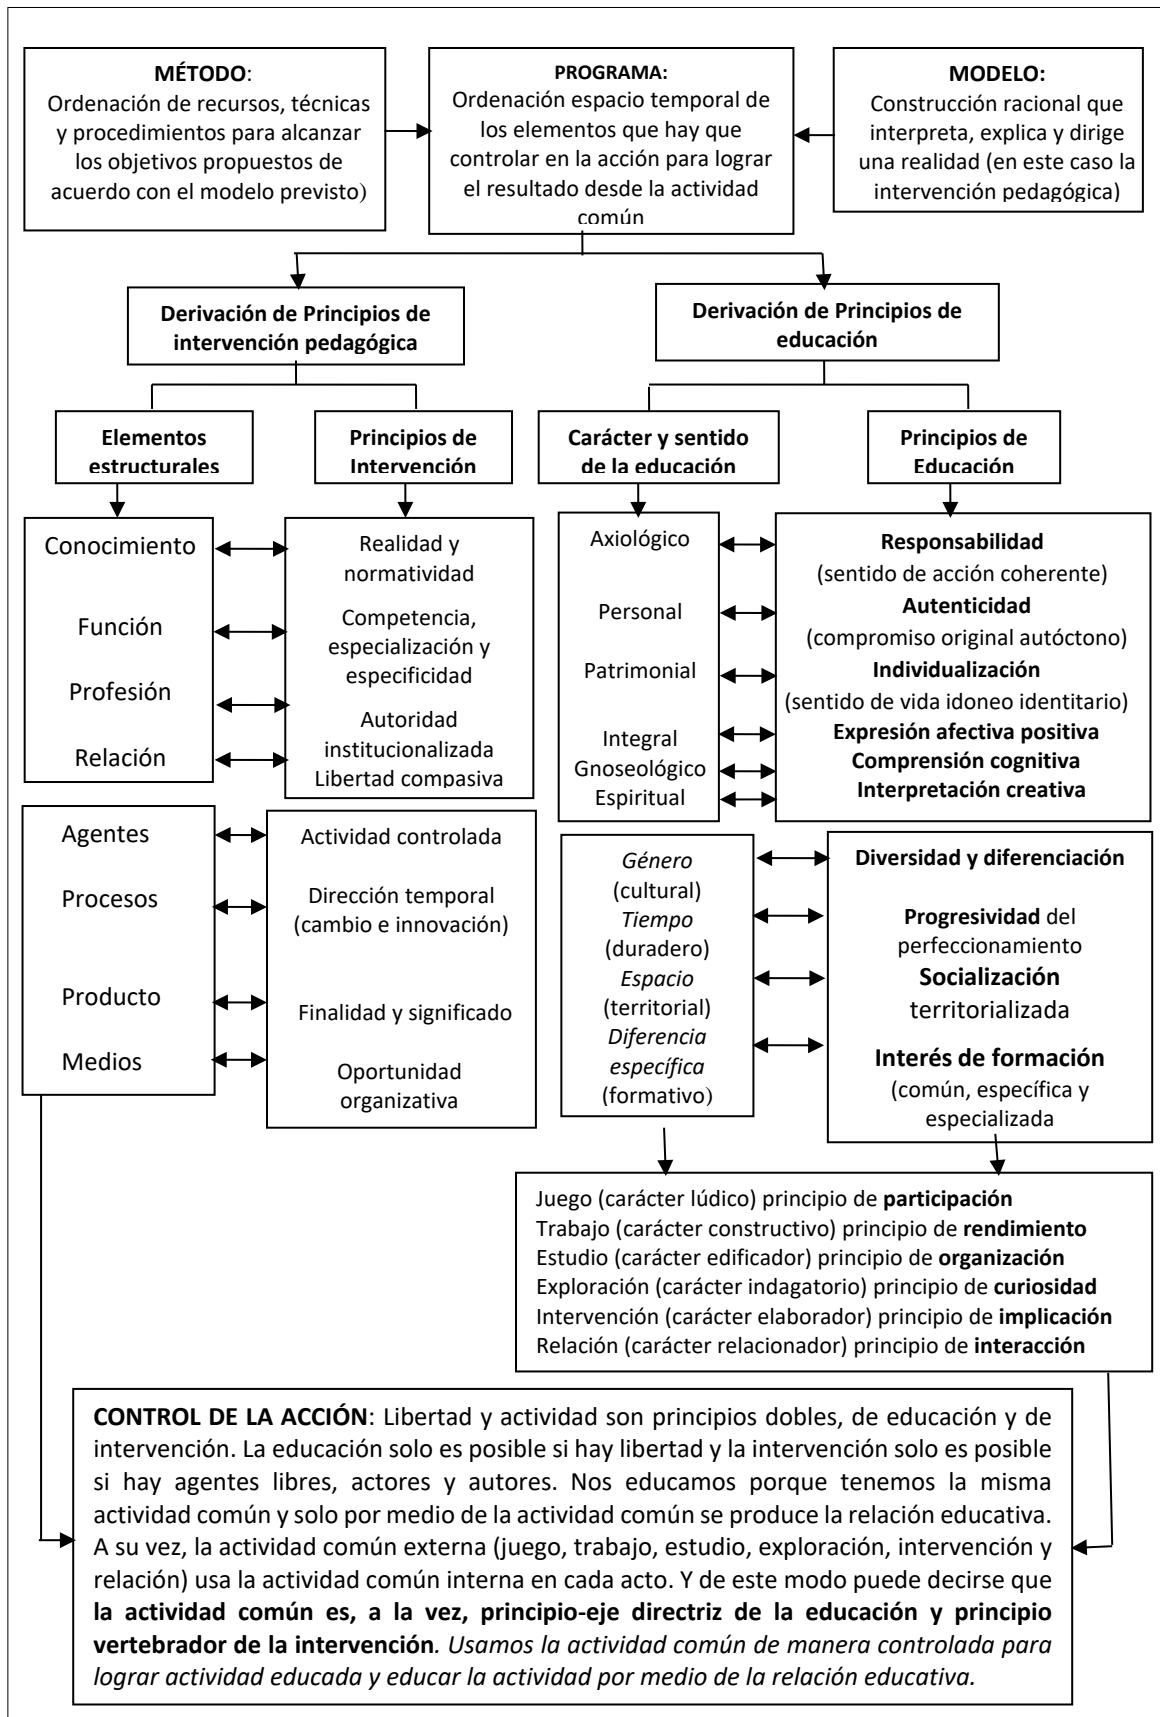 MÉTODO:
Ordenación de recursos, técnicas
y procedimientos para alcanzar
los objetivos propuestos de
acuerdo con el modelo previsto)
PROGRAMA:
Ordenación espacio temporal de
los elementos que hay que
controlar en la acción para lograr
el resultado desde la actividad
común
MODELO:
Construcción racional que
interpreta, explica y dirige
una realidad (en este caso la
intervención pedagógica)
Derivación de Principios de
intervención pedagógica
Derivación de Principios de
educación
Elementos
estructurales
Principios de
Intervención
Carácter y sentido
de la educación
Principios de
Educación
Conocimiento
Función
Profesión
Relación
Realidad y
normatividad
Competencia,
especialización y
especificidad
Autoridad
institucionalizada
Libertad compasiva
Axiológico
Personal
Patrimonial
Integral
Gnoseológico
Espiritual
Responsabilidad
(sentido de acción coherente)
Autenticidad
(compromiso original autóctono)
Individualización
(sentido de vida idoneo identitario)
Expresión afectiva positiva
Comprensión cognitiva
Interpretación creativa
Agentes
Procesos
Producto
Medios
Actividad controlada
Dirección temporal
(cambio e innovación)
Finalidad y significado
Oportunidad
organizativa
Género
(cultural)
Tiempo
(duradero)
Espacio
(territorial)
Diferencia
específica
(formativo)
Diversidad y diferenciación
Progresividad del
perfeccionamiento
Socialización
territorializada
Interés de formación
(común, específica y
especializada
Juego (carácter lúdico) principio de participación
Trabajo (carácter constructivo) principio de rendimiento
Estudio (carácter edificador) principio de organización
Exploración (carácter indagatorio) principio de curiosidad
Intervención (carácter elaborador) principio de implicación
Relación (carácter relacionador) principio de interacción
CONTROL DE LA ACCIÓN: Libertad y actividad son principios dobles, de educación y de
intervención. La educación solo es posible si hay libertad y la intervención solo es posible
si hay agentes libres, actores y autores. Nos educamos porque tenemos la misma
actividad común y solo por medio de la actividad común se produce la relación educativa.
A su vez, la actividad común externa (juego, trabajo, estudio, exploración, intervención y
relación) usa la actividad común interna en cada acto. Y de este modo puede decirse que
la actividad común es, a la vez, principio-eje directriz de la educación y principio
vertebrador de la intervención. Usamos la actividad común de manera controlada para
lograr actividad educada y educar la actividad por medio de la relación educativa.